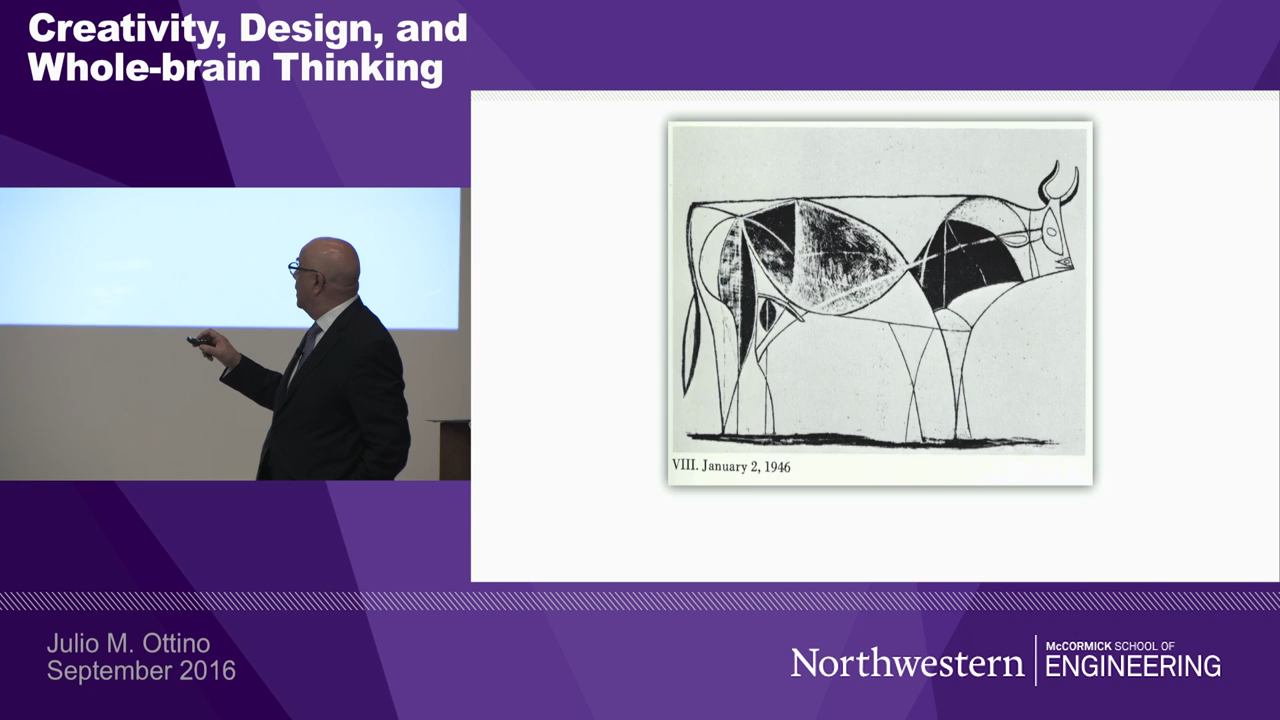 Creativity, Design, and
Whole-brain Thinking
VIII. January 2, 1946
Julio M. Ottino
September 2016
Northwestern
McCORMICK SCHOOL OF
ENGINEERING